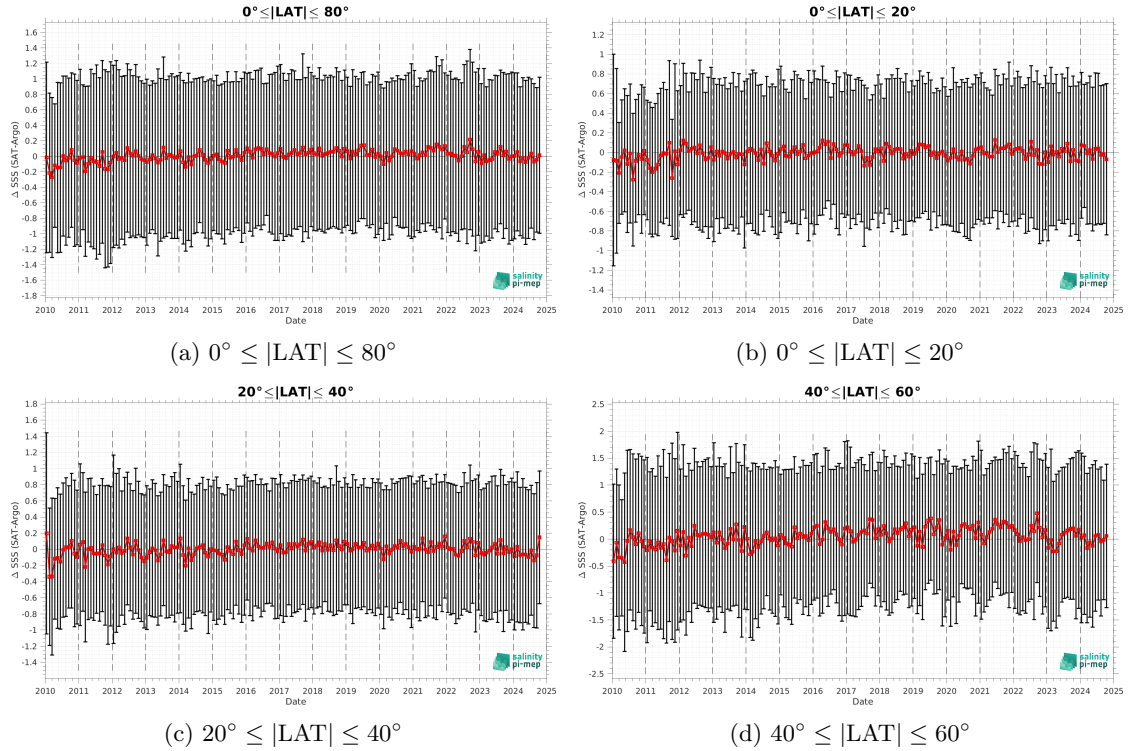 0°≤|LAT|≤ 80°
Δ SSS (SAT-Argo)
1.6
1.4
1.2
1
0.8
0.6
0.4
0.2
0
-0.2
-0.4
-0.6
-0.8
-1
-1.2
-1.4
-1.6
-1.8
salinity
pi-mep
2010 2011 2012 2013 2014 2015 2016 2017 2018 2019 2020 2021 2022 2023 2024 2025
Date
(a) 0° ≤ |LAT| ≤ 80°
0°≤|LAT|≤ 20°
Δ SSS (SAT-Argo)
1.2
1
0.8
0.6
0.4
0.2
0
-0.2
-0.4
-0.6
-0.8
-1
-1.2
-1.4
salinity
pi-mep
2010 2011 2012 2013 2014 2015 2016 2017 2018 2019 2020 2021 2022 2023 2024 2025
Date
(b) 0° ≤ |LAT| ≤ 20°
20°≤|LAT|≤ 40°
Δ SSS (SAT-Argo)
1.8
1.6
1.4
1.2
1
0.8
0.6
0.4
0.2
0
-0.2
-0.4
-0.6
-0.8
-1
-1.2
-1.4
salinity
pi-mep
2010 2011 2012 2013 2014 2015 2016 2017 2018 2019 2020 2021 2022 2023 2024 2025
Date
(c) 20° ≤ |LAT| ≤ 40°
40°≤|LAT|≤ 60°
Δ SSS (SAT-Argo)
2.5
2
1.5
1
0.5
0
-0.5
-1
-1.5
-2
-2.5
salinity
pi-mep
2010 2011 2012 2013 2014 2015 2016 2017 2018 2019 2020 2021 2022 2023 2024 2025
Date
(d) 40° ≤ |LAT| ≤ 60°